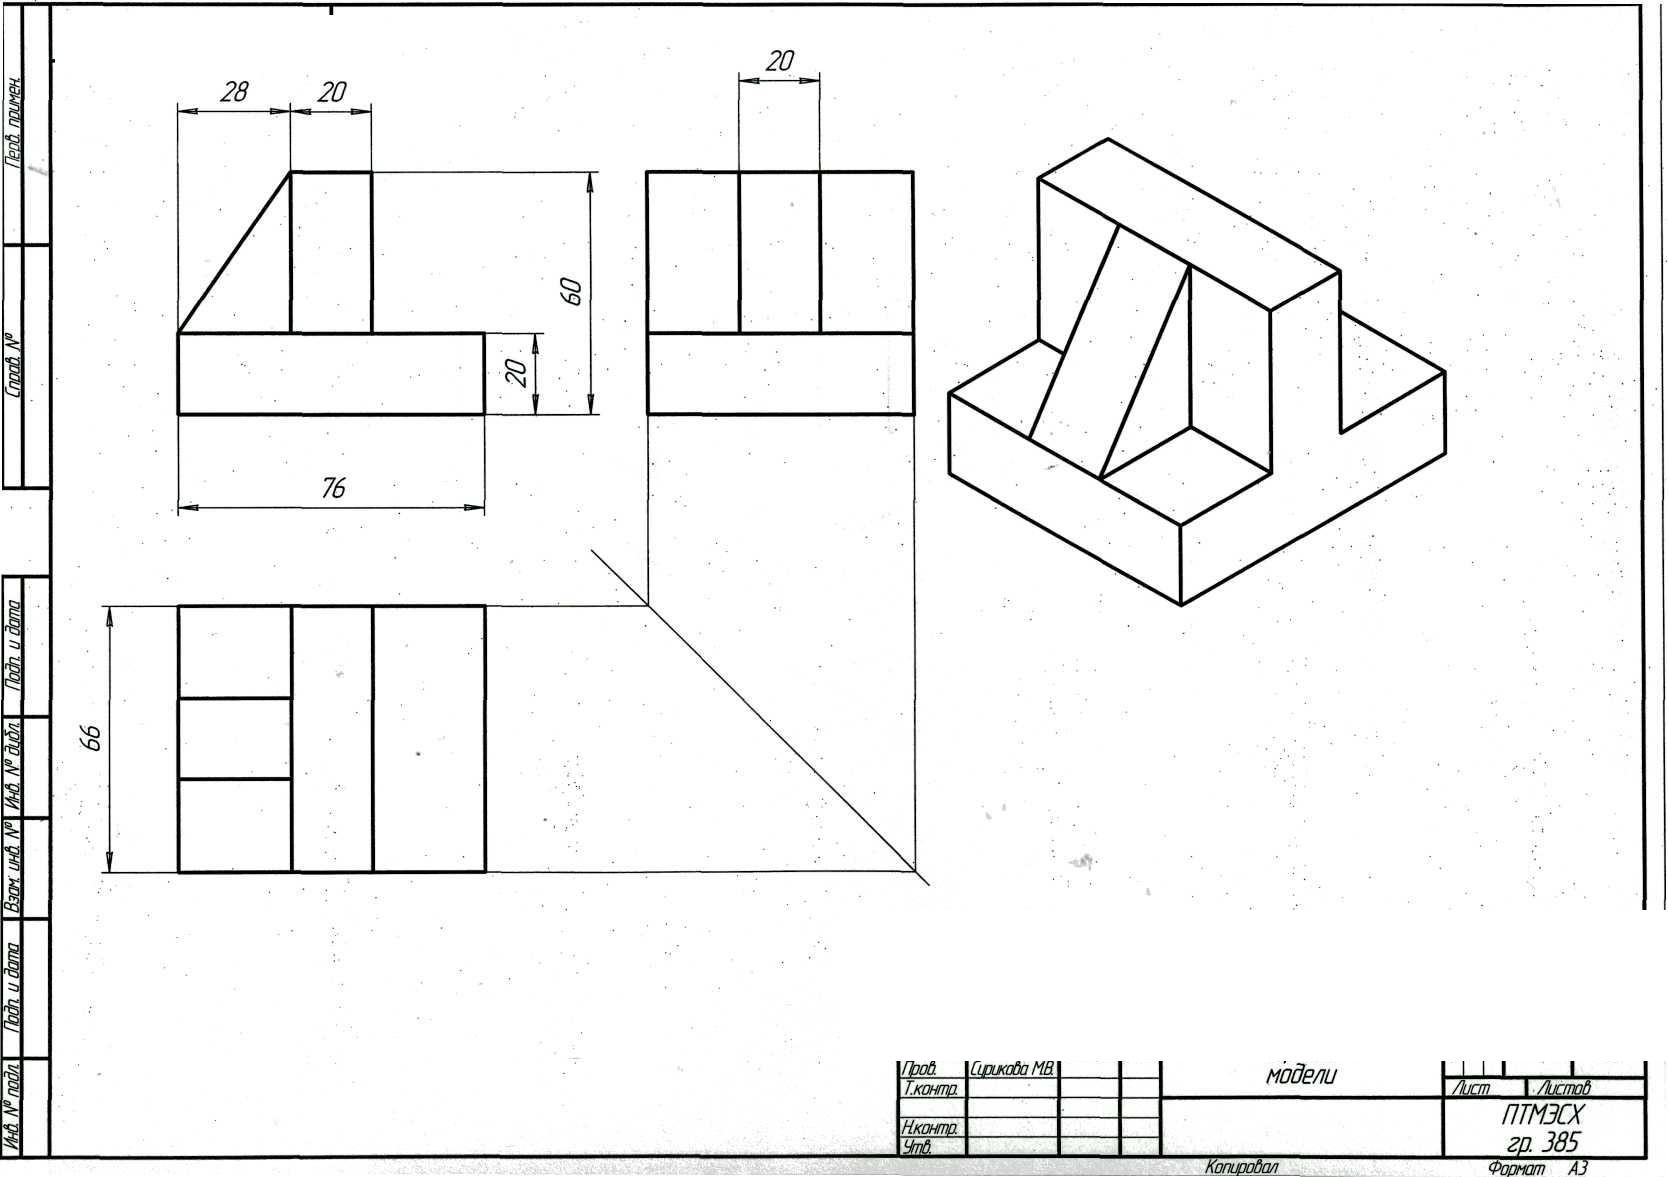 Перв. примен.
Справ. №
Подп. и дата
Инв. № дубл.
Взам. инв. №
Подп. и дата
Инв. № подл.
28
20
20
60
20
76
66
Пров.
Сурикова М.В.
Т.контр.
Н.контр.
Утв.
модели
Лист
Листов
ПТМЭСХ
гр. 385
Копировал
Формат А3